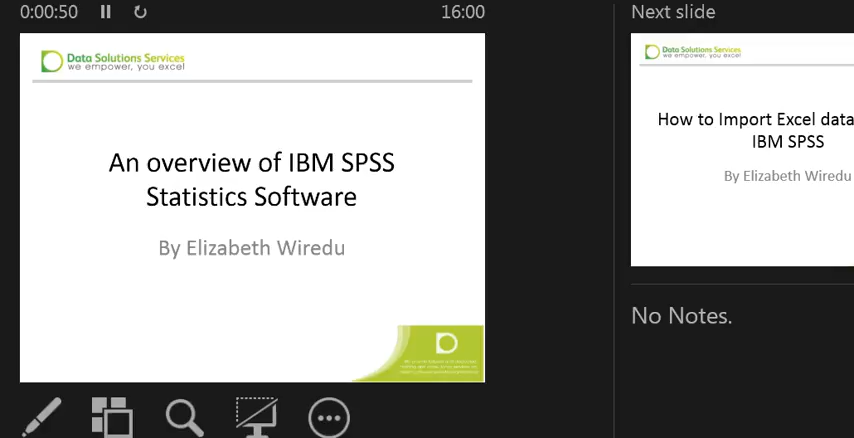 0:00:50
16:00
Data Solutions Services
we empower, you excel
An overview of IBM SPSS
Statistics Software
By Elizabeth Wiredu
D
Next slide
Data Solutions Services
we empower, you excel
How to Import Excel data
IBM SPSS
By Elizabeth Wiredu
No Notes.